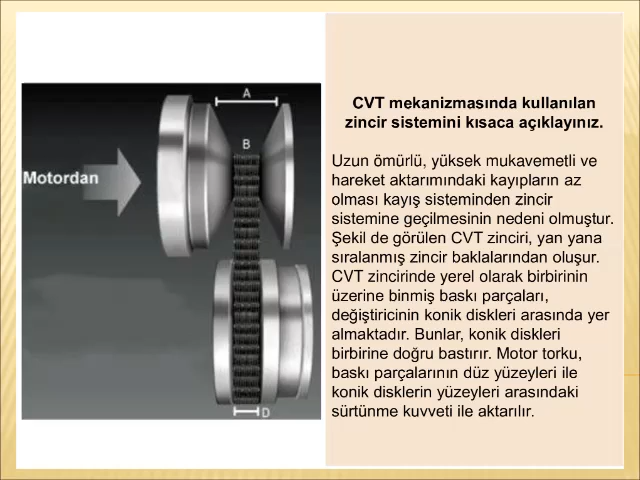 A
B
Motordan
D
CVT mekanizmasında kullanılan
zincir sistemini kısaca açıklayınız.
Uzun ömürlü, yüksek mukavemetli ve
hareket aktarımındaki kayıpların az
olması kayış sisteminden zincir
sistemine geçilmesinin nedeni olmuştur.
Şekil de görülen CVT zinciri, yan yana
sıralanmış zincir baklalarından oluşur.
CVT zincirinde yerel olarak birbirinin
üzerine binmiş baskı parçaları,
değiştiricinin konik diskleri arasında yer
almaktadır. Bunlar, konik diskleri
birbirine doğru bastırır. Motor torku,
baskı parçalarının düz yüzeyleri ile
konik disklerin yüzeyleri arasındaki
sürtünme kuvveti ile aktarılır.